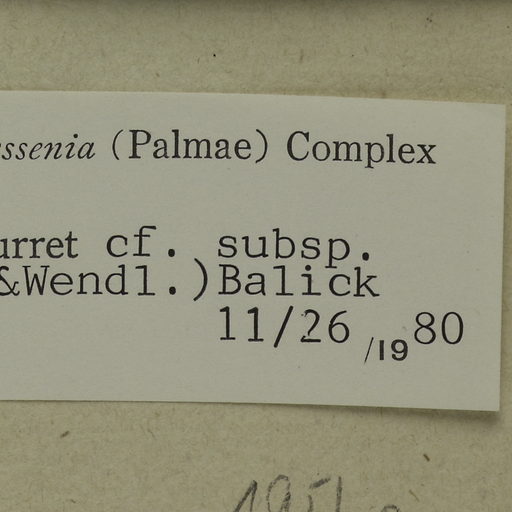 ssenia (Palmae) Complex
urret cf. subsp.
&Wendl.)Balick
11/26 /1980